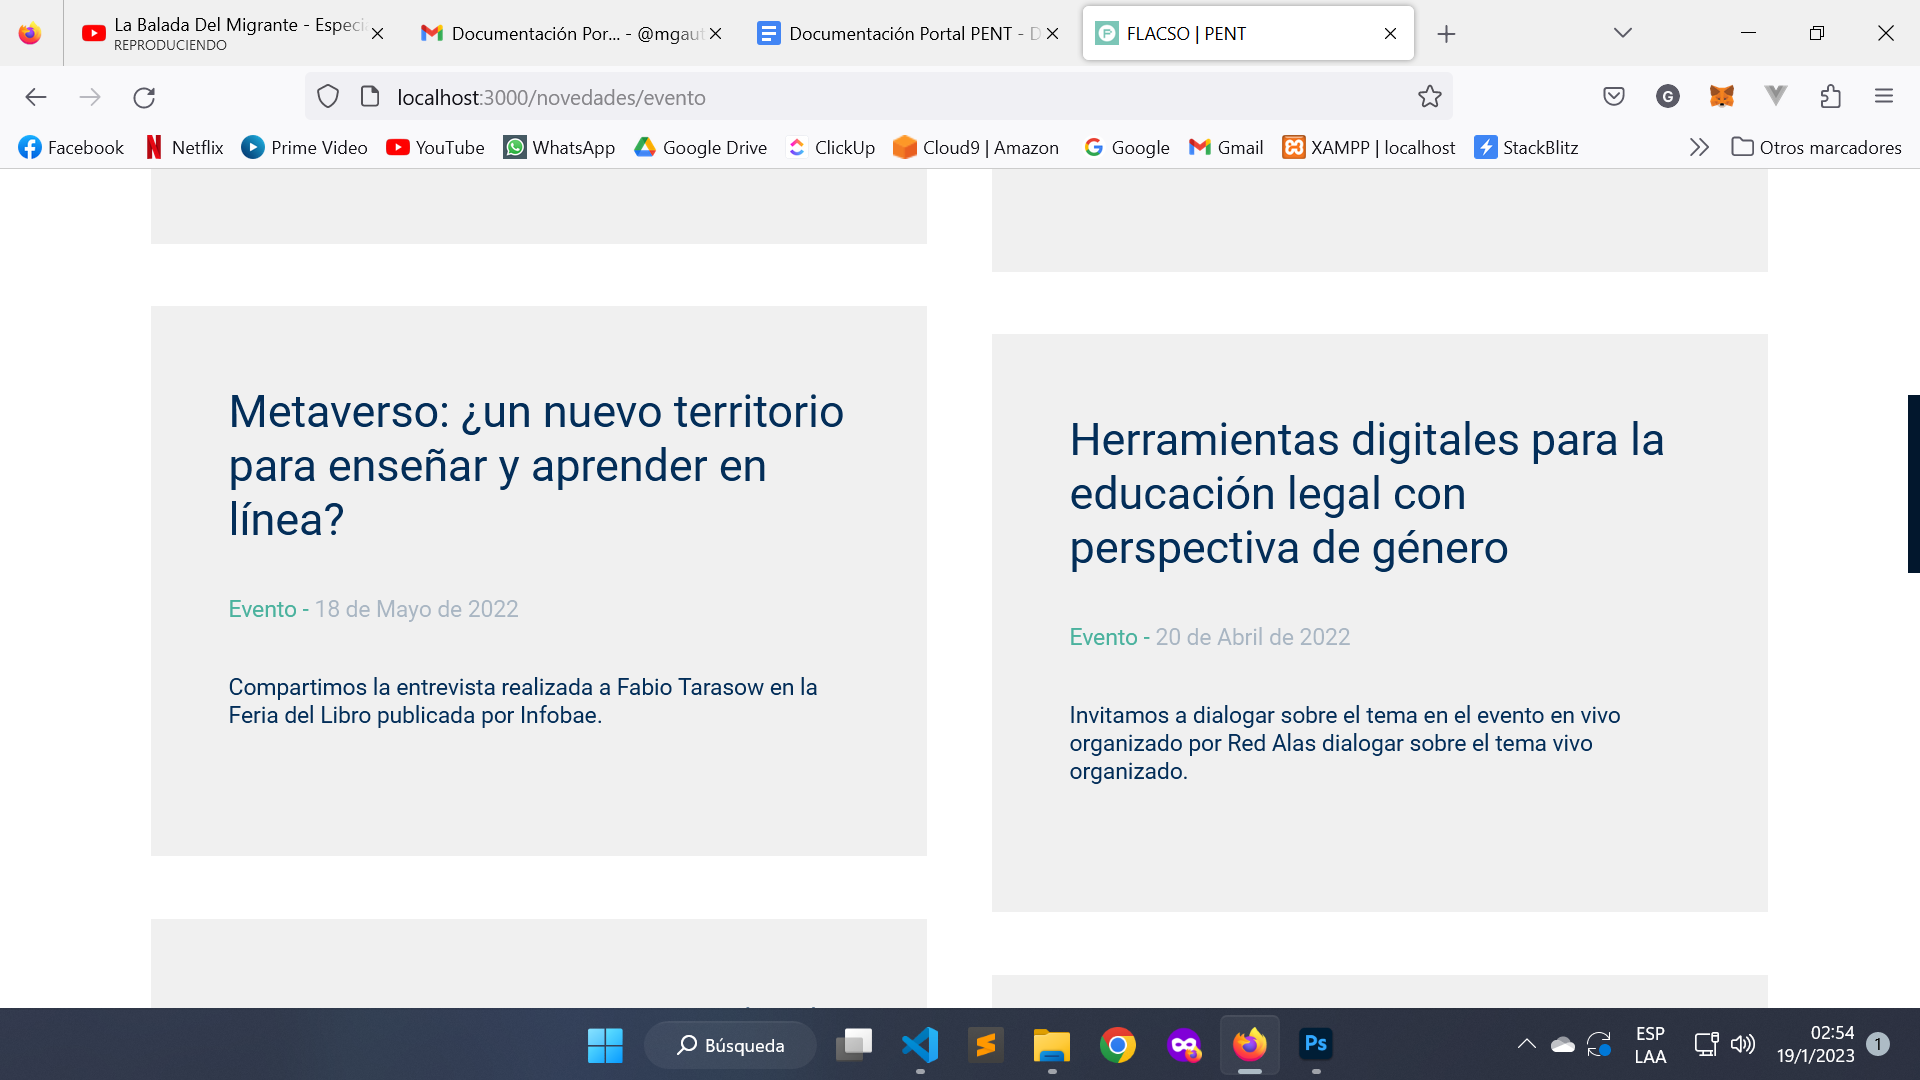 La Balada Del Migrante - Especi
REPRODUCIENDO
Documentación Por... - @mgaut
Documentación Portal PENT - D
FLACSO | PENT
localhost:3000/novedades/evento
G
Facebook
Netflix
Prime Video
YouTube
WhatsApp
Google Drive
ClickUp
Cloud9 | Amazon
Google
Gmail
XAMPP | localhost
StackBlitz
Otros marcadores
Metaverso: ¿un nuevo territorio
para enseñar y aprender en
línea?
Evento - 18 de Mayo de 2022
Compartimos la entrevista realizada a Fabio Tarasow en la
Feria del Libro publicada por Infobae.
Herramientas digitales para la
educación legal con
perspectiva de género
Evento - 20 de Abril de 2022
Invitamos a dialogar sobre el tema en el evento en vivo
organizado por Red Alas dialogar sobre el tema vivo
organizado.
Búsqueda
Ps
ESP
LAA
02:54
19/1/2023
1